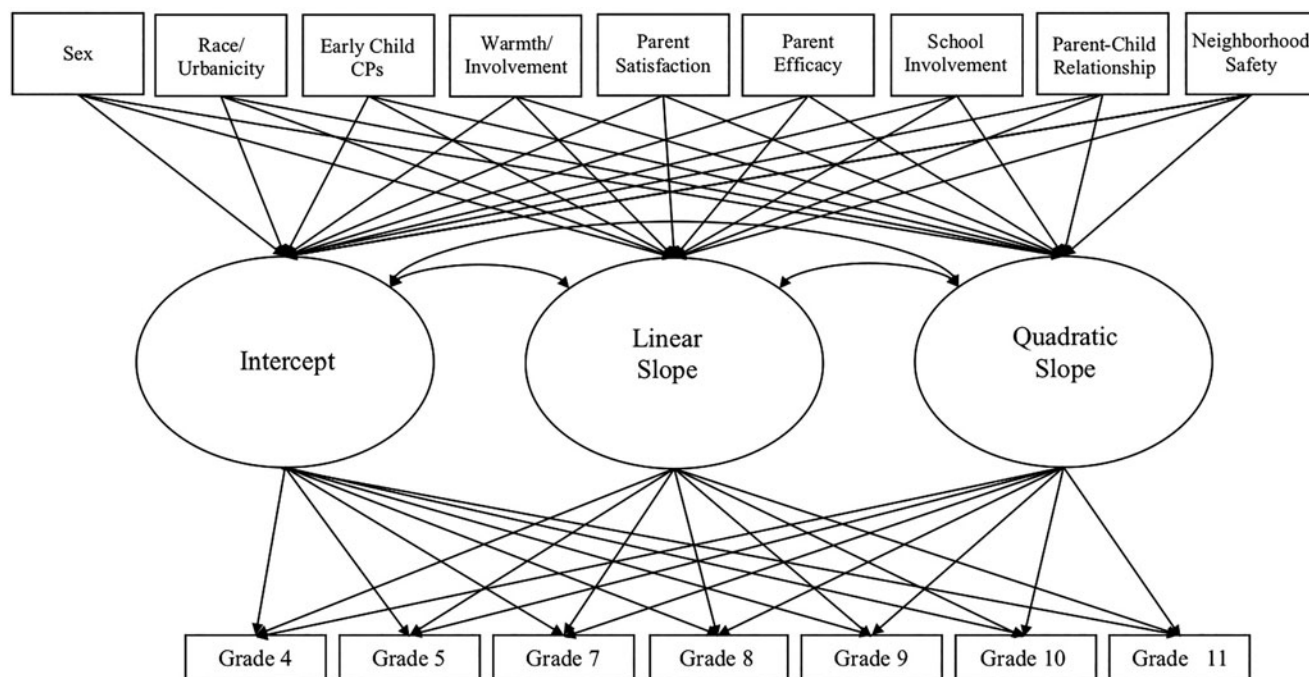 Sex
Race/
Urbanicity
Early Child
CPs
Warmth/
Involvement
Parent
Satisfaction
Parent
Efficacy
School
Involvement
Parent-Child
Relationship
Neighborhood
Safety
Intercept
Linear
Slope
Quadratic
Slope
Grade 4
Grade 5
Grade 7
Grade 8
Grade 9
Grade 10
Grade 11